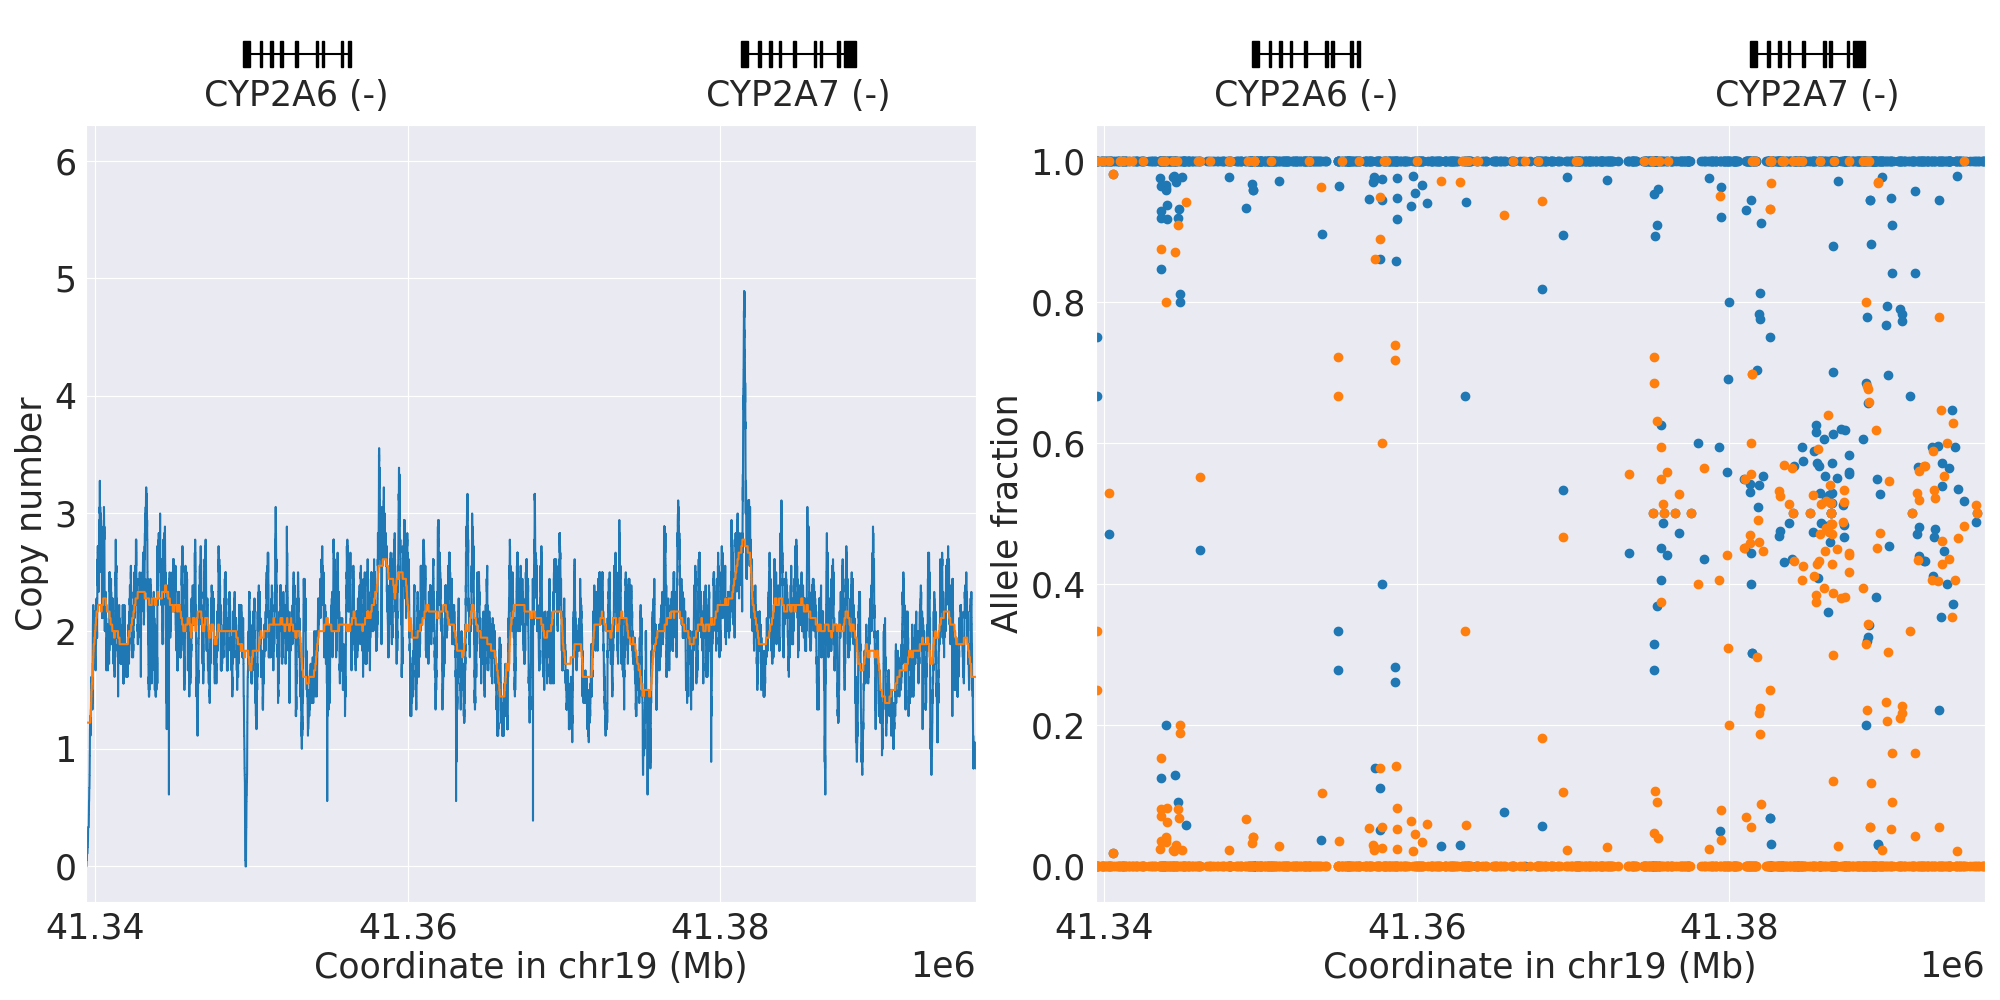 CYP2A6 (-) CYP2A7 (-)
6
5
4
3
2
1
0
Copy number
41.34 41.36 41.38
Coordinate in chr19 (Mb) 1e6
CYP2A6 (-) CYP2A7 (-)
1.0
0.8
0.6
0.4
0.2
0.0
Allele fraction
41.34 41.36 41.38
Coordinate in chr19 (Mb) 1e6